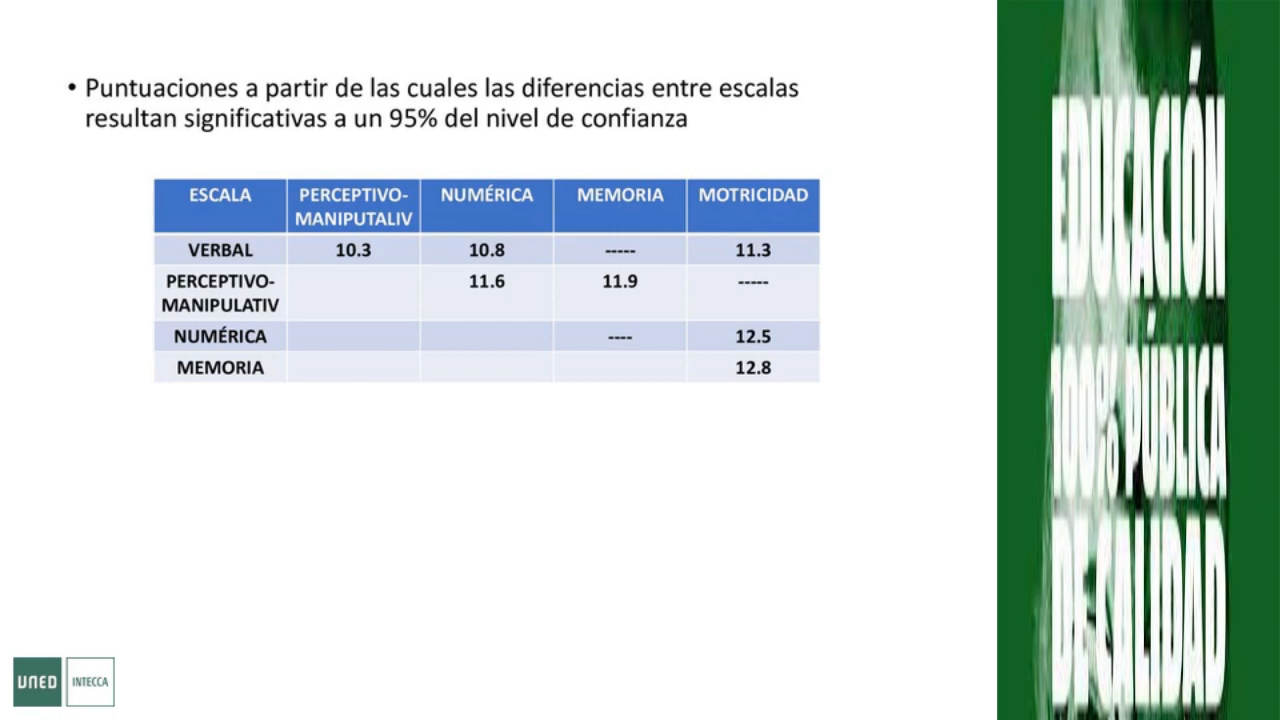 • Puntuaciones a partir de las cuales las diferencias entre escalas
resultan significativas a un 95% del nivel de confianza
ESCALA PERCEPTIVO-MANIPUTALIV NUMÉRICA MEMORIA MOTRICIDAD
VERBAL 10.3 10.8 ----- 11.3
PERCEPTIVO-MANIPULATIV 11.6 11.9 -----
NUMÉRICA ---- 12.5
MEMORIA 12.8
EDUCACIÓN
100% PÚBLICA
DE CALIDAD
UNED INTECCA